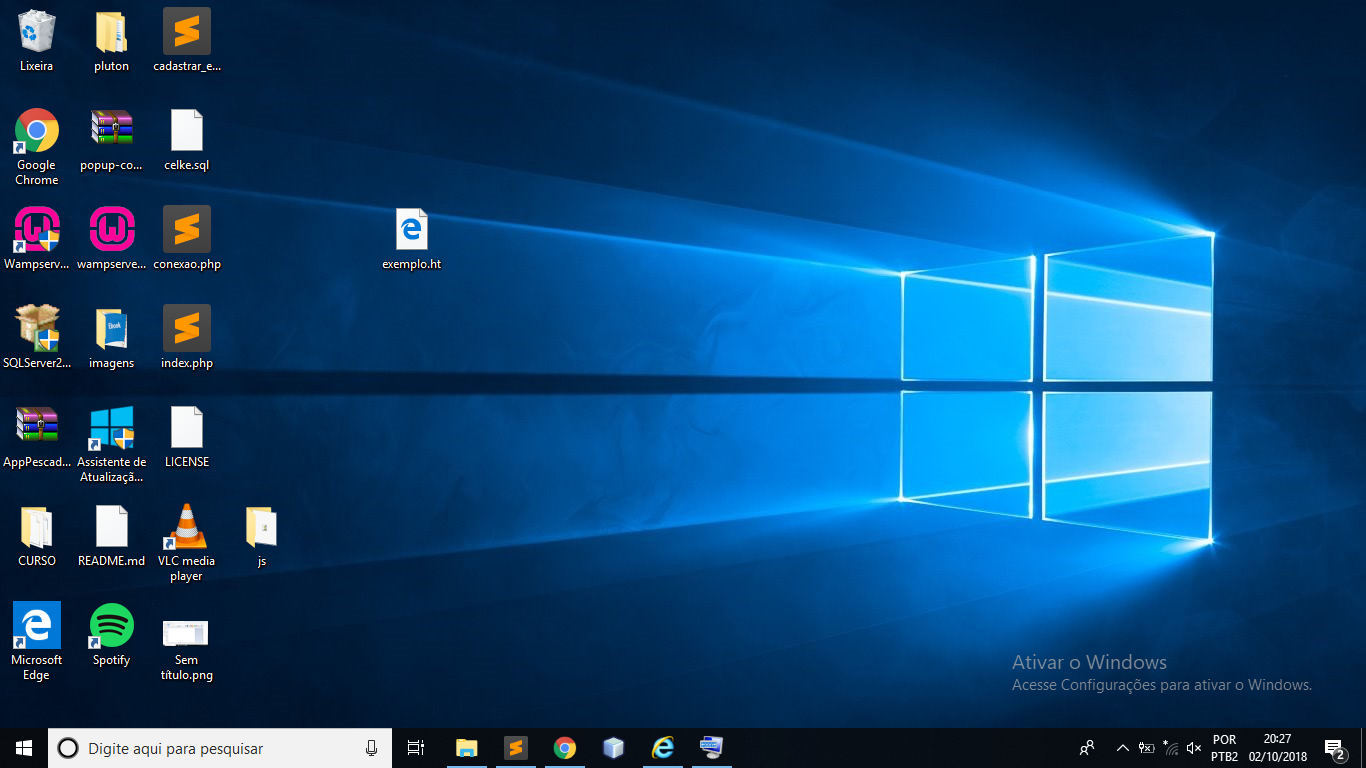 Lixeira
pluton
cadastrar_e...
Google
Chrome
popup-co...
celke.sql
Wampserv...
wampserve...
conexao.php
exemplo.ht
SQLServer2...
imagens
Ebook
index.php
AppPescad...
Assistente de
Atualizaçã...
LICENSE
CURSO
README.md
VLC media
player
js
Microsoft
Edge
Spotify
Sem
título.png
Ativar o Windows
Acesse Configurações para ativar o Windows.
Digite aqui para pesquisar
POR
PTB2
20:27
02/10/2018
2